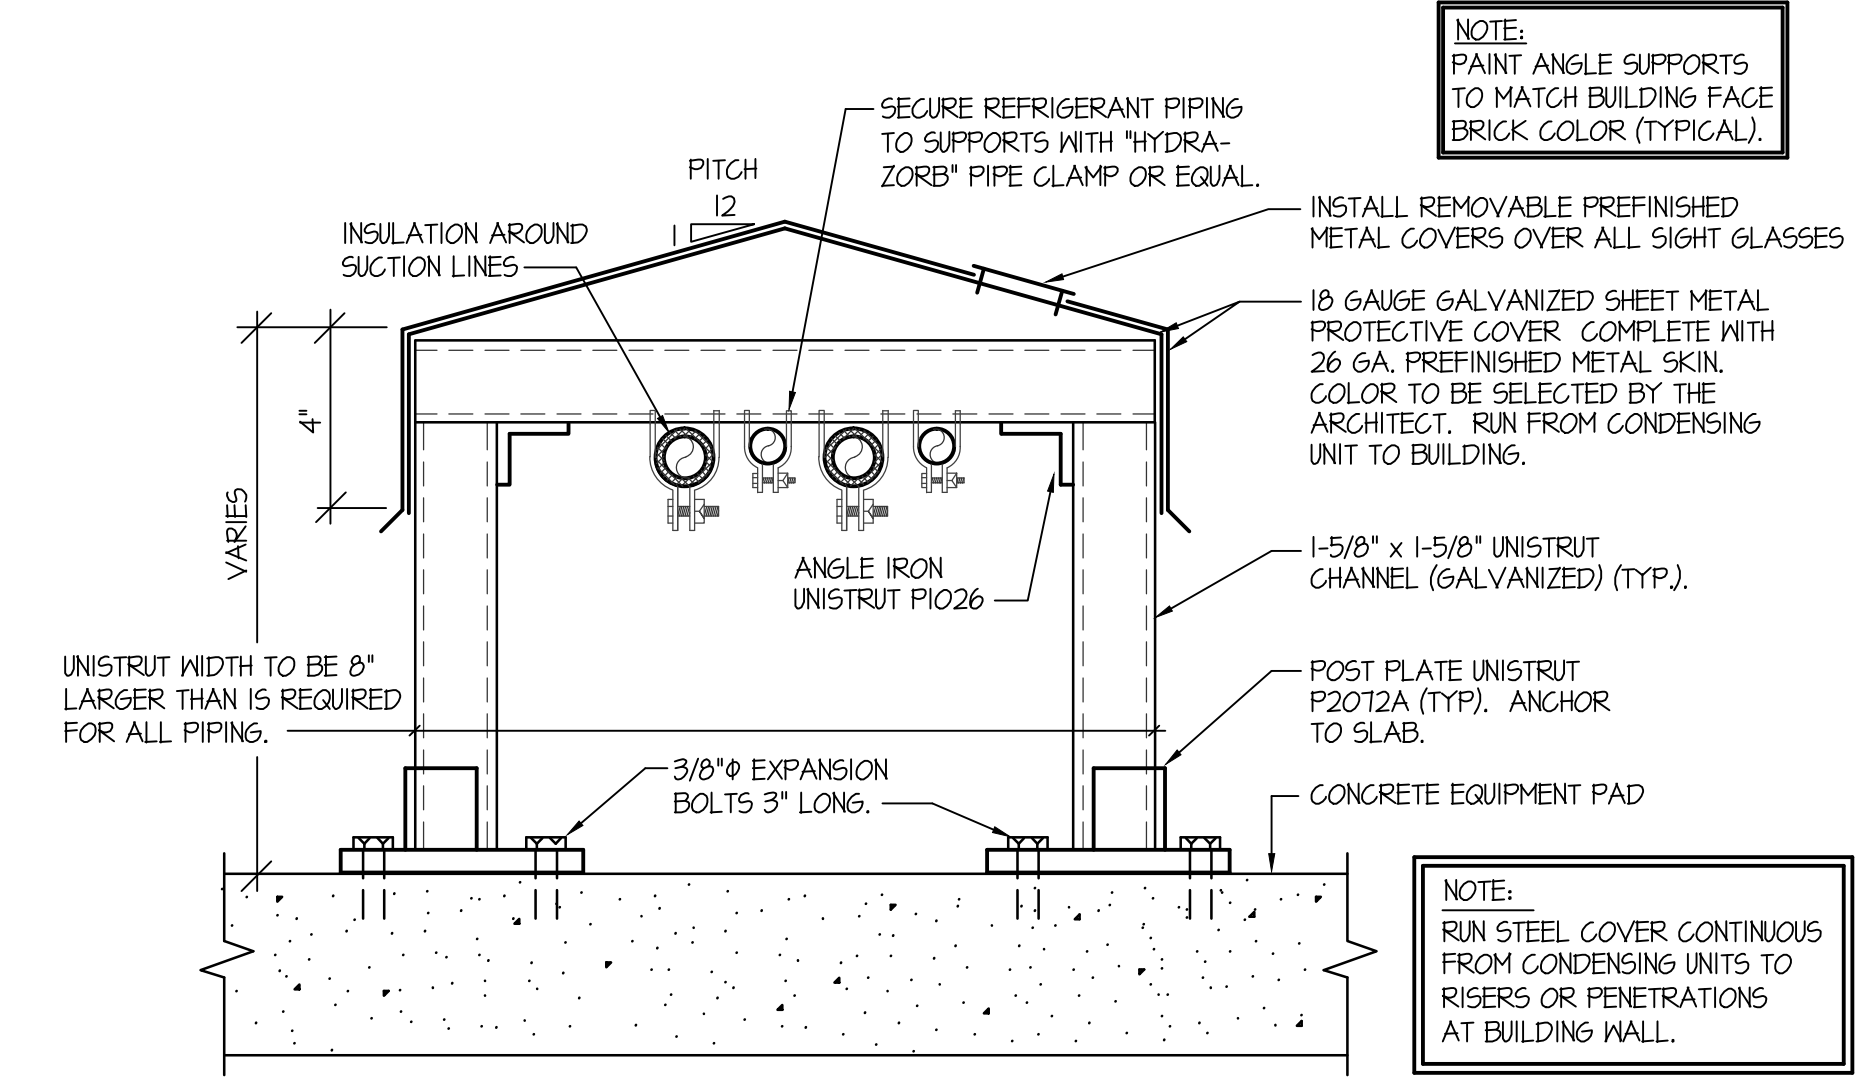 NOTE:
PAINT ANGLE SUPPORTS
TO MATCH BUILDING FACE
BRICK COLOR (TYPICAL).
SECURE REFRIGERANT PIPING
TO SUPPORTS WITH "HYDRA-
ZORB" PIPE CLAMP OR EQUAL.
PITCH
12
1
INSULATION AROUND
SUCTION LINES
INSTALL REMOVABLE PREFINISHED
METAL COVERS OVER ALL SIGHT GLASSES
18 GAUGE GALVANIZED SHEET METAL
PROTECTIVE COVER COMPLETE WITH
26 GA. PREFINISHED METAL SKIN.
COLOR TO BE SELECTED BY THE
ARCHITECT. RUN FROM CONDENSING
UNIT TO BUILDING.
4"
VARIES
ANGLE IRON
UNISTRUT P1026
1-5/8" x 1-5/8" UNISTRUT
CHANNEL (GALVANIZED) (TYP.).
UNISTRUT WIDTH TO BE 8"
LARGER THAN IS REQUIRED
FOR ALL PIPING.
POST PLATE UNISTRUT
P2072A (TYP). ANCHOR
TO SLAB.
3/8"Φ EXPANSION
BOLTS 3" LONG.
CONCRETE EQUIPMENT PAD
NOTE:
RUN STEEL COVER CONTINUOUS
FROM CONDENSING UNITS TO
RISERS OR PENETRATIONS
AT BUILDING WALL.